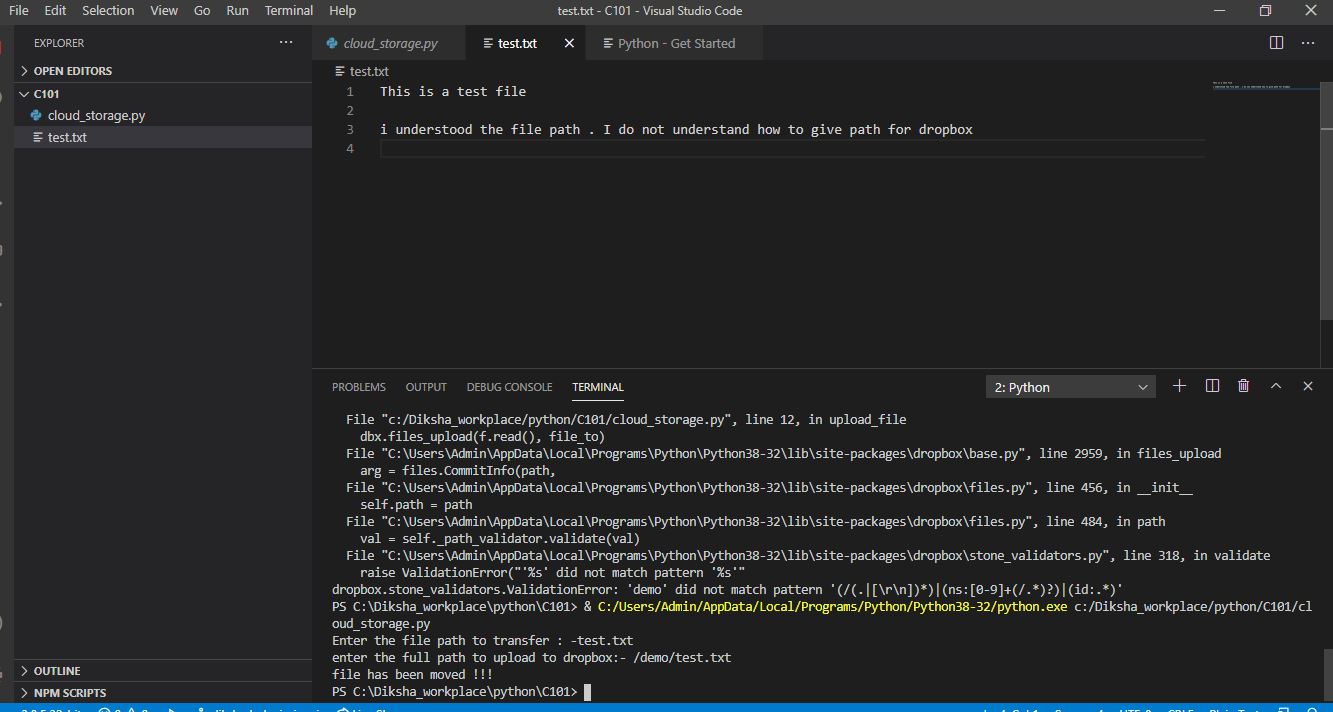 File Edit Selection View Go Run Terminal Help test.txt - C101 - Visual Studio Code
EXPLORER
cloud_storage.py test.txt Python - Get Started
OPEN EDITORS
test.txt
C101
cloud_storage.py
test.txt
1 This is a test file
2
3 i understood the file path . I do not understand how to give path for dropbox
4
PROBLEMS OUTPUT DEBUG CONSOLE TERMINAL 2: Python
File "c:/Diksha_workplace/python/C101/cloud_storage.py", line 12, in upload_file
dbx.files_upload(f.read(), file_to)
File "C:\Users\Admin\AppData\Local\Programs\Python\Python38-32\lib\site-packages\dropbox\base.py", line 2959, in files_upload
arg = files.CommitInfo(path,
File "C:\Users\Admin\AppData\Local\Programs\Python\Python38-32\lib\site-packages\dropbox\files.py", line 456, in __init__
self.path = path
File "C:\Users\Admin\AppData\Local\Programs\Python\Python38-32\lib\site-packages\dropbox\files.py", line 484, in path
val = self._path_validator.validate(val)
File "C:\Users\Admin\AppData\Local\Programs\Python\Python38-32\lib\site-packages\dropbox\stone_validators.py", line 318, in validate
raise ValidationError("'%s' did not match pattern '%s'"
dropbox.stone_validators.ValidationError: 'demo' did not match pattern '(/(.|[\r\n])*)|(ns:[0-9]+(/.*)?)|(id:.*)'
PS C:\Diksha_workplace\python\C101> & C:/Users/Admin/AppData/Local/Programs/Python/Python38-32/python.exe c:/Diksha_workplace/python/C101/cl
oud_storage.py
Enter the file path to transfer : -test.txt
enter the full path to upload to dropbox:- /demo/test.txt
file has been moved !!!
PS C:\Diksha_workplace\python\C101>
OUTLINE
NPM SCRIPTS